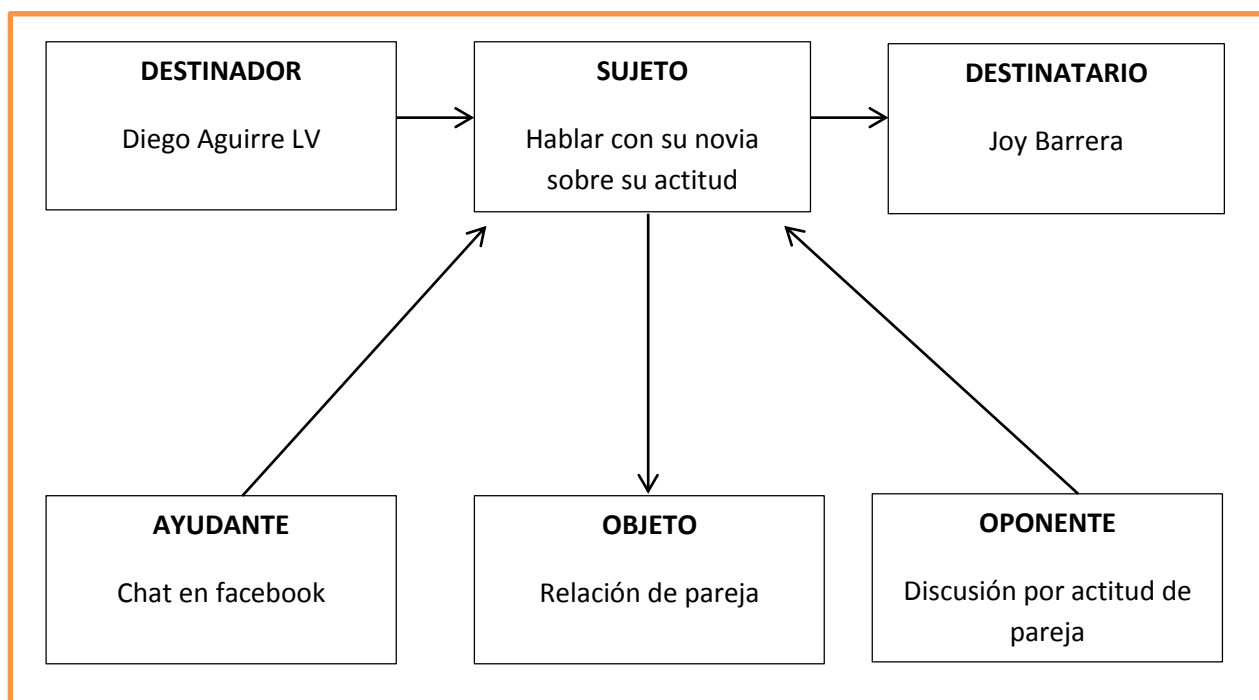 DESTINADOR
Diego Aguirre LV
SUJETO
Hablar con su novia
sobre su actitud
DESTINATARIO
Joy Barrera
AYUDANTE
Chat en facebook
OBJETO
Relación de pareja
OPONENTE
Discusión por actitud de
pareja